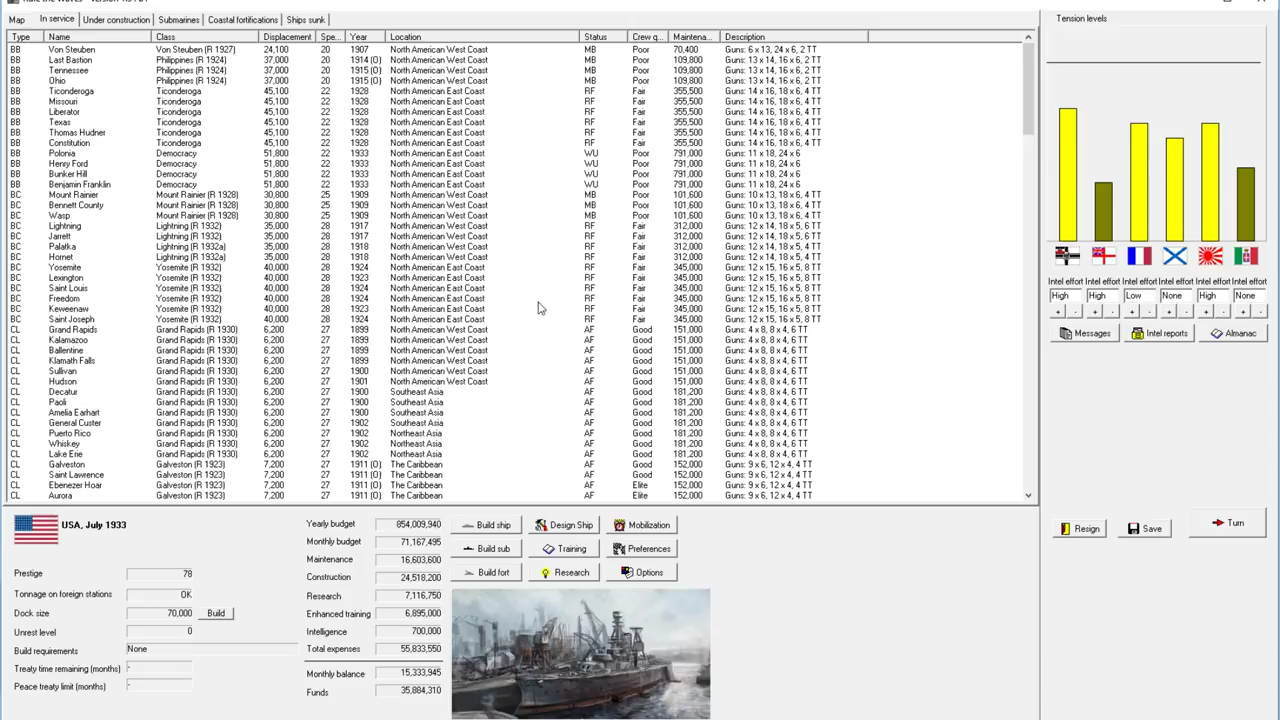 Map In service Under construction Submarines Coastal fortifications Ships sunk
Type Name Class Displacement Spe... Year Location Status Crew q... Maintena... Description
BB Von Steuben Von Steuben (R 1927) 24,100 20 1907 North American West Coast MB Poor 70,400 Guns: 6 x 13, 24 x 6, 2 TT
BB Last Bastion Philippines (R 1924) 37,000 20 1914 (O) North American West Coast MB Poor 109,800 Guns: 13 x 14, 16 x 6, 2 TT
BB Tennessee Philippines (R 1924) 37,000 20 1915 (O) North American West Coast MB Poor 109,800 Guns: 13 x 14, 16 x 6, 2 TT
BB Ohio Philippines (R 1924) 37,000 20 1915 (O) North American West Coast MB Poor 109,800 Guns: 13 x 14, 16 x 6, 2 TT
BB Ticonderoga Ticonderoga 45,100 22 1928 North American East Coast RF Fair 355,500 Guns: 14 x 16, 18 x 6, 4 TT
BB Missouri Ticonderoga 45,100 22 1928 North American East Coast RF Fair 355,500 Guns: 14 x 16, 18 x 6, 4 TT
BB Liberator Ticonderoga 45,100 22 1928 North American East Coast RF Fair 355,500 Guns: 14 x 16, 18 x 6, 4 TT
BB Texas Ticonderoga 45,100 22 1928 North American East Coast RF Fair 355,500 Guns: 14 x 16, 18 x 6, 4 TT
BB Thomas Hudner Ticonderoga 45,100 22 1928 North American East Coast RF Fair 355,500 Guns: 14 x 16, 18 x 6, 4 TT
BB Constitution Ticonderoga 45,100 22 1928 North American East Coast RF Fair 355,500 Guns: 14 x 16, 18 x 6, 4 TT
BB Polonia Democracy 51,800 22 1933 North American East Coast WU Poor 791,000 Guns: 11 x 18, 24 x 6
BB Henry Ford Democracy 51,800 22 1933 North American East Coast WU Poor 791,000 Guns: 11 x 18, 24 x 6
BB Bunker Hill Democracy 51,800 22 1933 North American East Coast WU Poor 791,000 Guns: 11 x 18, 24 x 6
BB Benjamin Franklin Democracy 51,800 22 1933 North American East Coast WU Poor 791,000 Guns: 11 x 18, 24 x 6
BC Mount Rainier Mount Rainier (R 1928) 30,800 25 1909 North American West Coast MB Poor 101,600 Guns: 10 x 13, 18 x 6, 4 TT
BC Bennett County Mount Rainier (R 1928) 30,800 25 1909 North American West Coast MB Poor 101,600 Guns: 10 x 13, 18 x 6, 4 TT
BC Wasp Mount Rainier (R 1928) 30,800 25 1909 North American West Coast MB Poor 101,600 Guns: 10 x 13, 18 x 6, 4 TT
BC Lightning Lightning (R 1932) 35,000 28 1917 North American West Coast RF Fair 312,000 Guns: 12 x 14, 18 x 5, 6 TT
BC Jarrett Lightning (R 1932) 35,000 28 1917 North American West Coast RF Fair 312,000 Guns: 12 x 14, 18 x 5, 6 TT
BC Palatka Lightning (R 1932a) 35,000 28 1918 North American West Coast RF Fair 312,000 Guns: 12 x 14, 18 x 5, 4 TT
BC Hornet Lightning (R 1932a) 35,000 28 1918 North American West Coast RF Fair 312,000 Guns: 12 x 14, 18 x 5, 4 TT
BC Yosemite Yosemite (R 1932) 40,000 28 1924 North American West Coast RF Fair 345,000 Guns: 12 x 15, 16 x 5, 8 TT
BC Lexington Yosemite (R 1932) 40,000 28 1923 North American West Coast RF Fair 345,000 Guns: 12 x 15, 16 x 5, 8 TT
BC Saint Louis Yosemite (R 1932) 40,000 28 1924 North American West Coast RF Fair 345,000 Guns: 12 x 15, 16 x 5, 8 TT
BC Freedom Yosemite (R 1932) 40,000 28 1924 North American West Coast RF Fair 345,000 Guns: 12 x 15, 16 x 5, 8 TT
BC Keweenaw Yosemite (R 1932) 40,000 28 1923 North American West Coast RF Fair 345,000 Guns: 12 x 15, 16 x 5, 8 TT
BC Saint Joseph Yosemite (R 1932) 40,000 28 1924 North American West Coast RF Fair 345,000 Guns: 12 x 15, 16 x 5, 8 TT
CL Grand Rapids Grand Rapids (R 1930) 6,200 27 1899 North American West Coast AF Good 151,000 Guns: 4 x 8, 8 x 4, 6 TT
CL Kalamazoo Grand Rapids (R 1930) 6,200 27 1899 North American West Coast AF Good 151,000 Guns: 4 x 8, 8 x 4, 6 TT
CL Ballentine Grand Rapids (R 1930) 6,200 27 1899 North American West Coast AF Good 151,000 Guns: 4 x 8, 8 x 4, 6 TT
CL Klamath Falls Grand Rapids (R 1930) 6,200 27 1899 North American West Coast AF Good 151,000 Guns: 4 x 8, 8 x 4, 6 TT
CL Sullivan Grand Rapids (R 1930) 6,200 27 1900 North American West Coast AF Good 151,000 Guns: 4 x 8, 8 x 4, 6 TT
CL Hudson Grand Rapids (R 1930) 6,200 27 1901 North American West Coast AF Good 151,000 Guns: 4 x 8, 8 x 4, 6 TT
CL Decatur Grand Rapids (R 1930) 6,200 27 1900 Southeast Asia AF Good 181,200 Guns: 4 x 8, 8 x 4, 6 TT
CL Paoli Grand Rapids (R 1930) 6,200 27 1900 Southeast Asia AF Good 181,200 Guns: 4 x 8, 8 x 4, 6 TT
CL Amelia Earhart Grand Rapids (R 1930) 6,200 27 1900 Southeast Asia AF Good 181,200 Guns: 4 x 8, 8 x 4, 6 TT
CL General Custer Grand Rapids (R 1930) 6,200 27 1902 Southeast Asia AF Good 181,200 Guns: 4 x 8, 8 x 4, 6 TT
CL Puerto Rico Grand Rapids (R 1930) 6,200 27 1902 Northeast Asia AF Good 181,200 Guns: 4 x 8, 8 x 4, 6 TT
CL Whiskey Grand Rapids (R 1930) 6,200 27 1902 Northeast Asia AF Good 181,200 Guns: 4 x 8, 8 x 4, 6 TT
CL Lake Erie Grand Rapids (R 1930) 6,200 27 1902 Northeast Asia AF Good 181,200 Guns: 4 x 8, 8 x 4, 6 TT
CL Galveston Galveston (R 1923) 7,200 27 1911 (O) The Caribbean AF Good 152,000 Guns: 9 x 6, 12 x 4, 4 TT
CL Saint Lawrence Galveston (R 1923) 7,200 27 1911 (O) The Caribbean AF Good 152,000 Guns: 9 x 6, 12 x 4, 4 TT
CL Ebenezer Hoar Galveston (R 1923) 7,200 27 1911 (O) The Caribbean AF Elite 152,000 Guns: 9 x 6, 12 x 4, 4 TT
CL Aurora Galveston (R 1923) 7,200 27 1911 (O) The Caribbean AF Elite 152,000 Guns: 9 x 6, 12 x 4, 4 TT
Tension levels
Intel effort Intel effort Intel effort Intel effort Intel effort Intel effort
High High Low None High None
+ - + - + - + - + - + -
Messages Intel reports Almanac
Resign Save Turn
USA, July 1933
Prestige 78
Tonnage on foreign stations OK
Dock size 70,000 Build
Unrest level 0
Build requirements None
Treaty time remaining (months) -
Peace treaty limit (months) -
Yearly budget 854,009,940
Monthly budget 71,167,495
Maintenance 16,603,600
Construction 24,518,200
Research 7,116,750
Enhanced training 6,895,000
Intelligence 700,000
Total expenses 55,833,550
Monthly balance 15,333,945
Funds 35,884,310
Build ship Design Ship Mobilization
Build sub Training Preferences
Build fort Research Options